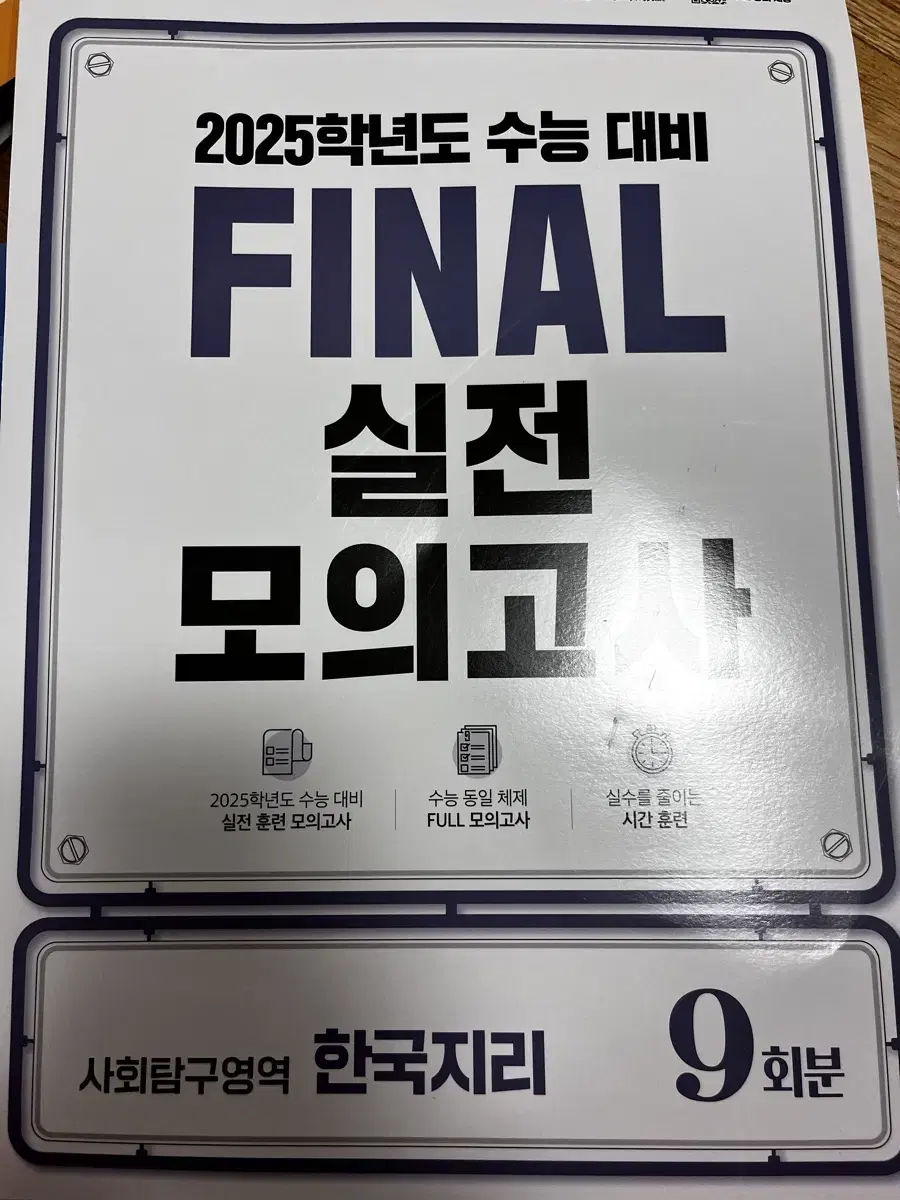 2025학년도 수능 대비
FINAL
실전
모의고사
2025학년도 수능 대비
실전 훈련 모의고사
수능 동일 체제
FULL 모의고사
실수를 줄이는
시간 훈련
사회탐구영역 한국지리 9회분